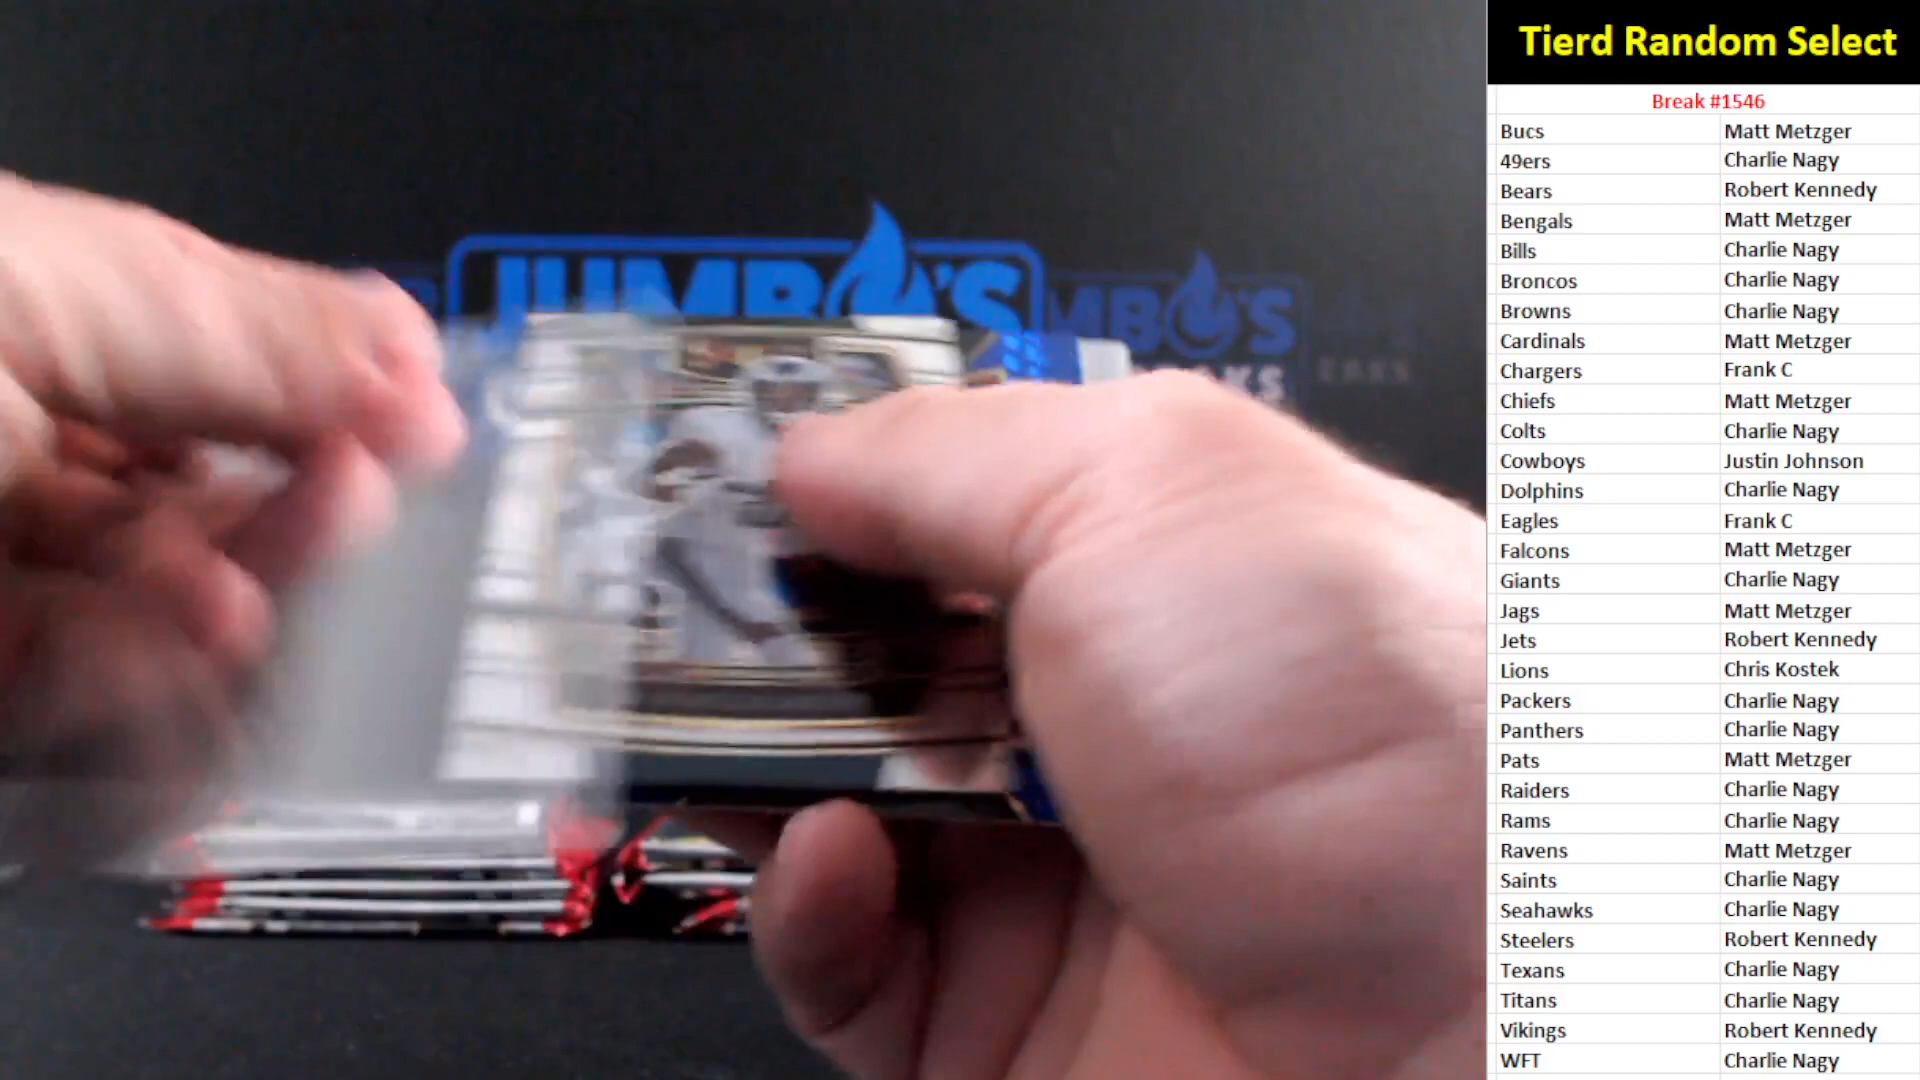 Tierd Random Select
Break #1546
Bucs Matt Metzger
49ers Charlie Nagy
Bears Robert Kennedy
Bengals Matt Metzger
Bills Charlie Nagy
Broncos Charlie Nagy
Browns Charlie Nagy
Cardinals Matt Metzger
Chargers Frank C
Chiefs Matt Metzger
Colts Charlie Nagy
Cowboys Justin Johnson
Dolphins Charlie Nagy
Eagles Frank C
Falcons Matt Metzger
Giants Charlie Nagy
Jags Matt Metzger
Jets Robert Kennedy
Lions Chris Kostek
Packers Charlie Nagy
Panthers Charlie Nagy
Pats Matt Metzger
Raiders Charlie Nagy
Rams Charlie Nagy
Ravens Matt Metzger
Saints Charlie Nagy
Seahawks Charlie Nagy
Steelers Robert Kennedy
Texans Charlie Nagy
Titans Charlie Nagy
Vikings Robert Kennedy
WFT Charlie Nagy
JUMBO'S